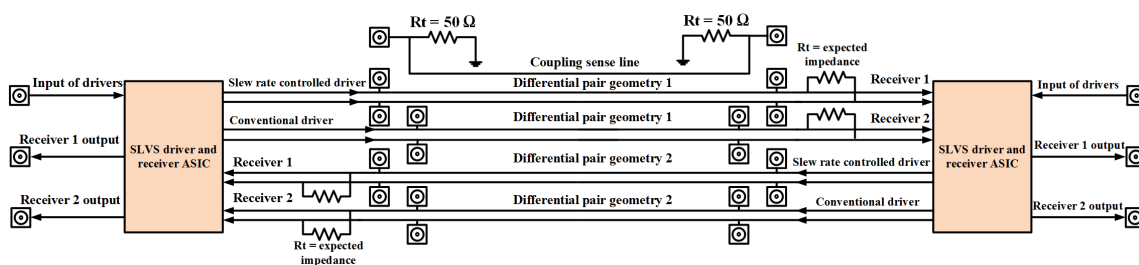 Rt = 50 Ω
Rt = 50 Ω
Coupling sense line
Rt = expected
impedance
Input of drivers
Slew rate controlled driver
Differential pair geometry 1
Receiver 1
Input of drivers
Conventional driver
Differential pair geometry 1
Receiver 2
Receiver 1 output
SLVS driver and
receiver ASIC
Receiver 1
Differential pair geometry 2
Slew rate controlled driver
SLVS driver and
receiver ASIC
Receiver 1 output
Receiver 2 output
Receiver 2
Differential pair geometry 2
Conventional driver
Receiver 2 output
Rt = expected
impedance